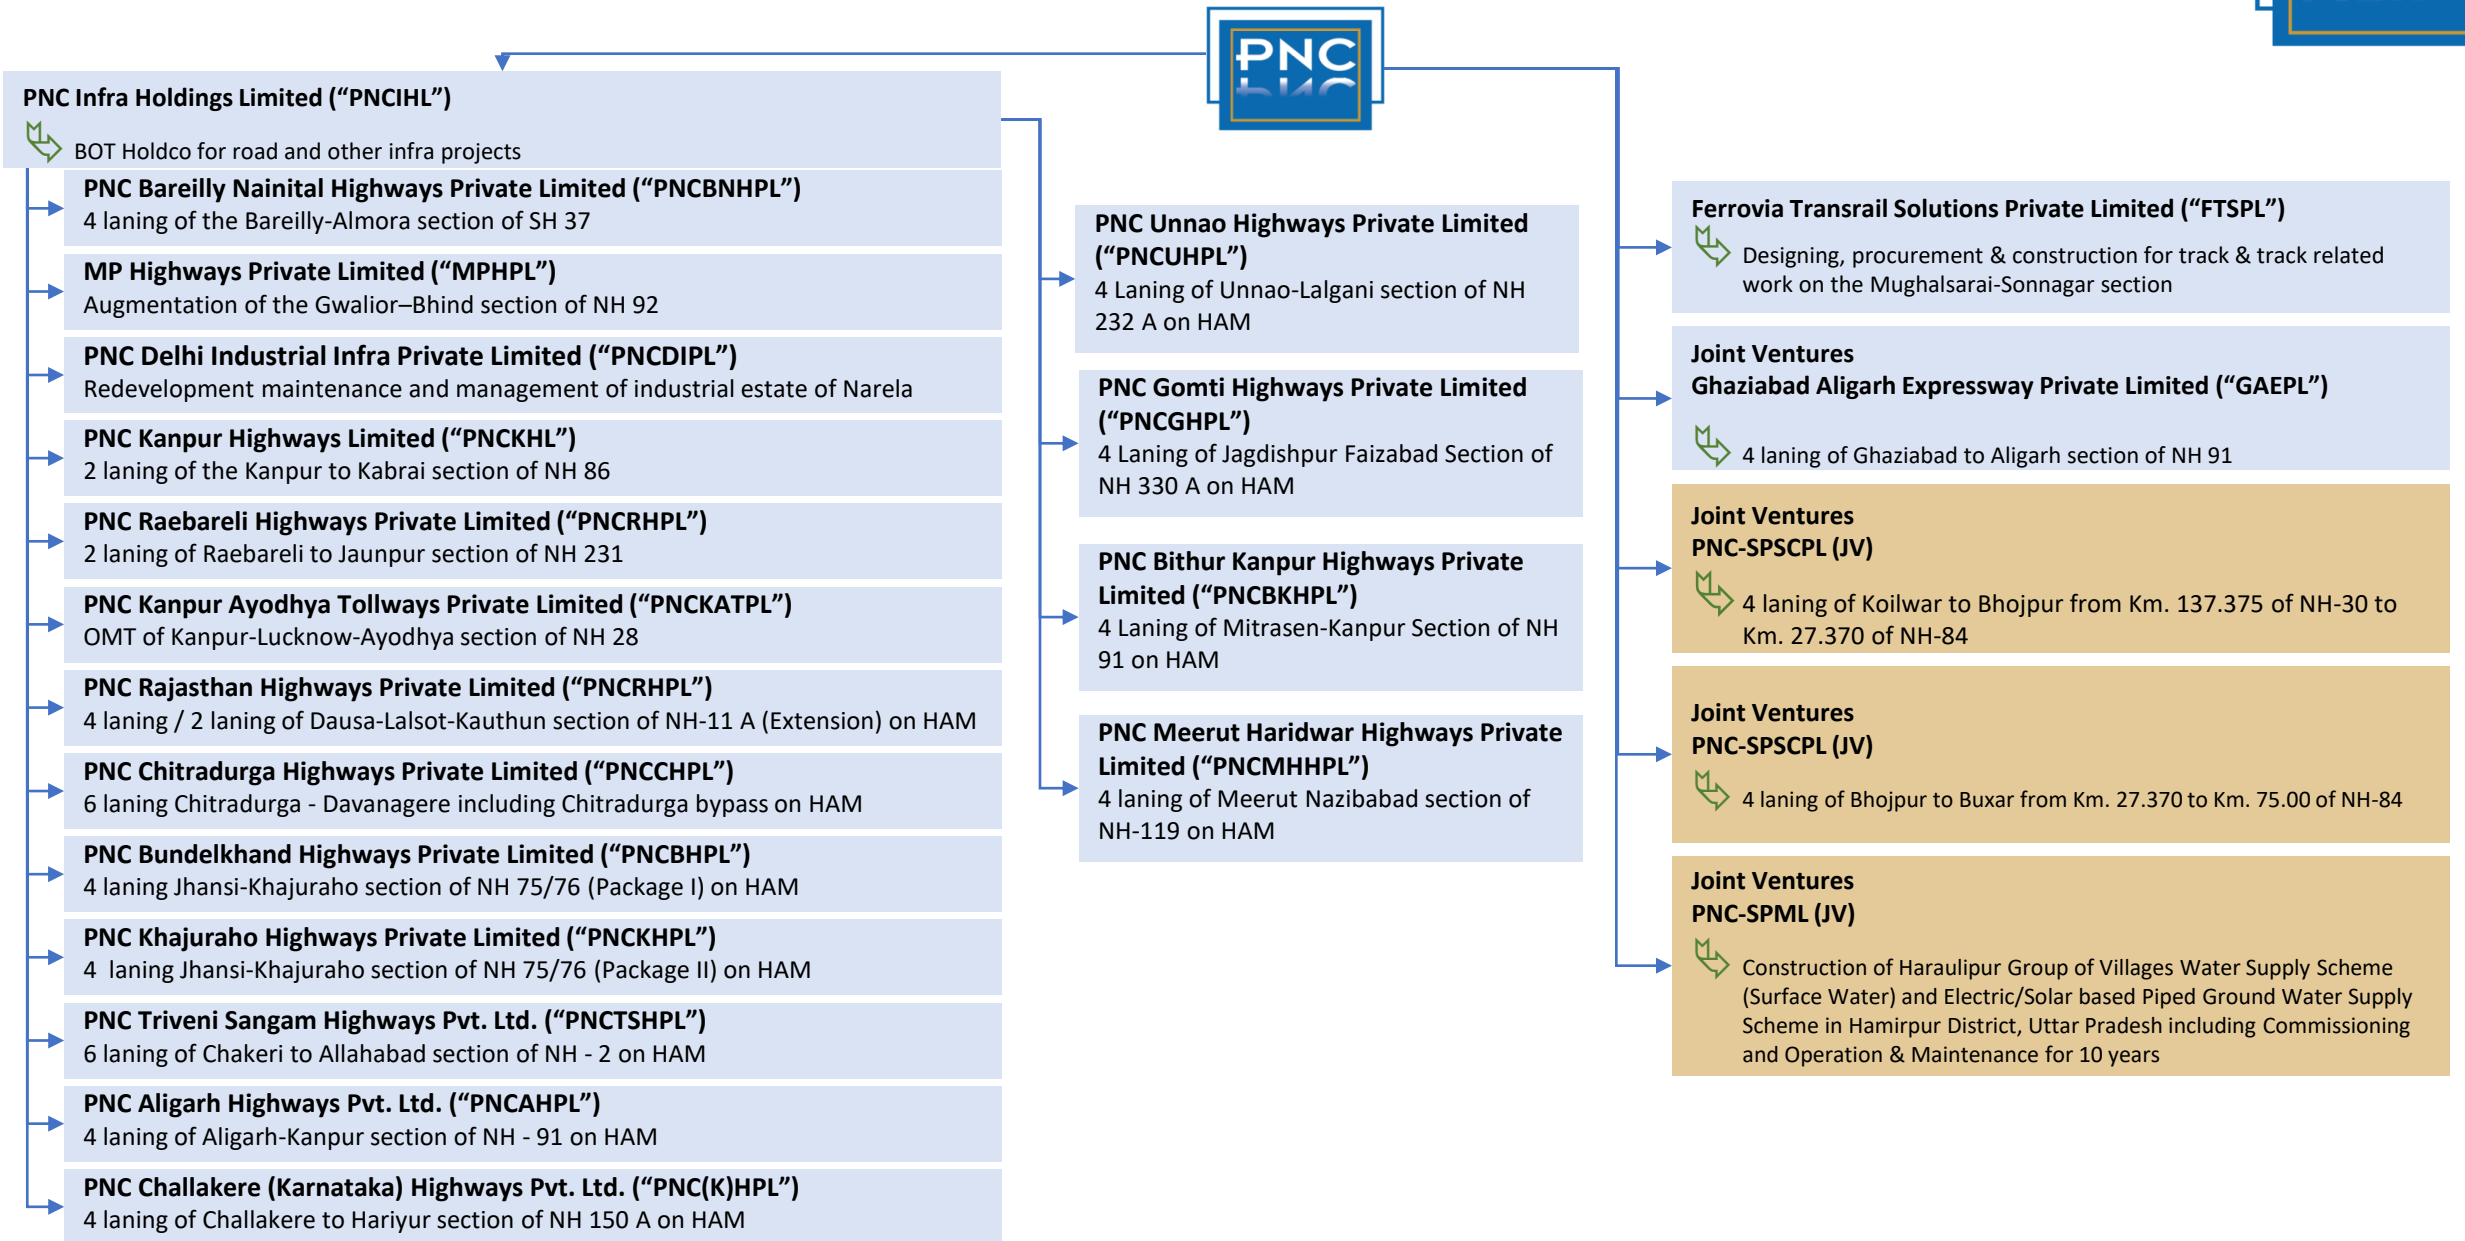 PNC
PNC Infra Holdings Limited (“PNCIHL”)
BOT Holdco for road and other infra projects
PNC Bareilly Nainital Highways Private Limited (“PNCBNHPL”)
4 laning of the Bareilly-Almora section of SH 37
MP Highways Private Limited (“MPHPL”)
Augmentation of the Gwalior–Bhind section of NH 92
PNC Delhi Industrial Infra Private Limited (“PNCDIPL”)
Redevelopment maintenance and management of industrial estate of Narela
PNC Kanpur Highways Limited (“PNCKHL”)
2 laning of the Kanpur to Kabrai section of NH 86
PNC Raebareli Highways Private Limited (“PNCRHPL”)
2 laning of Raebareli to Jaunpur section of NH 231
PNC Kanpur Ayodhya Tollways Private Limited (“PNCKATPL”)
OMT of Kanpur-Lucknow-Ayodhya section of NH 28
PNC Rajasthan Highways Private Limited (“PNCRHPL”)
4 laning / 2 laning of Dausa-Lalsot-Kauthun section of NH-11 A (Extension) on HAM
PNC Chitradurga Highways Private Limited (“PNCCHPL”)
6 laning Chitradurga - Davanagere including Chitradurga bypass on HAM
PNC Bundelkhand Highways Private Limited (“PNCBHPL”)
4 laning Jhansi-Khajuraho section of NH 75/76 (Package I) on HAM
PNC Khajuraho Highways Private Limited (“PNCKHPL”)
4 laning Jhansi-Khajuraho section of NH 75/76 (Package II) on HAM
PNC Triveni Sangam Highways Pvt. Ltd. (“PNCTSHPL”)
6 laning of Chakeri to Allahabad section of NH - 2 on HAM
PNC Aligarh Highways Pvt. Ltd. (“PNCAHPL”)
4 laning of Aligarh-Kanpur section of NH - 91 on HAM
PNC Challakere (Karnataka) Highways Pvt. Ltd. (“PNC(K)HPL”)
4 laning of Challakere to Hariyur section of NH 150 A on HAM
PNC Unnao Highways Private Limited
(“PNCUHPL”)
4 Laning of Unnao-Lalgani section of NH
232 A on HAM
PNC Gomti Highways Private Limited
(“PNCGHPL”)
4 Laning of Jagdishpur Faizabad Section of
NH 330 A on HAM
PNC Bithur Kanpur Highways Private
Limited (“PNCBKHPL”)
4 Laning of Mitrasen-Kanpur Section of NH
91 on HAM
PNC Meerut Haridwar Highways Private
Limited (“PNCMHHPL”)
4 laning of Meerut Nazibabad section of
NH-119 on HAM
Ferrovia Transrail Solutions Private Limited (“FTSPL”)
Designing, procurement & construction for track & track related
work on the Mughalsarai-Sonnagar section
Joint Ventures
Ghaziabad Aligarh Expressway Private Limited (“GAEPL”)
4 laning of Ghaziabad to Aligarh section of NH 91
Joint Ventures
PNC-SPSCPL (JV)
4 laning of Koilwar to Bhojpur from Km. 137.375 of NH-30 to
Km. 27.370 of NH-84
Joint Ventures
PNC-SPSCPL (JV)
4 laning of Bhojpur to Buxar from Km. 27.370 to Km. 75.00 of NH-84
Joint Ventures
PNC-SPML (JV)
Construction of Haraulipur Group of Villages Water Supply Scheme
(Surface Water) and Electric/Solar based Piped Ground Water Supply
Scheme in Hamirpur District, Uttar Pradesh including Commissioning
and Operation & Maintenance for 10 years